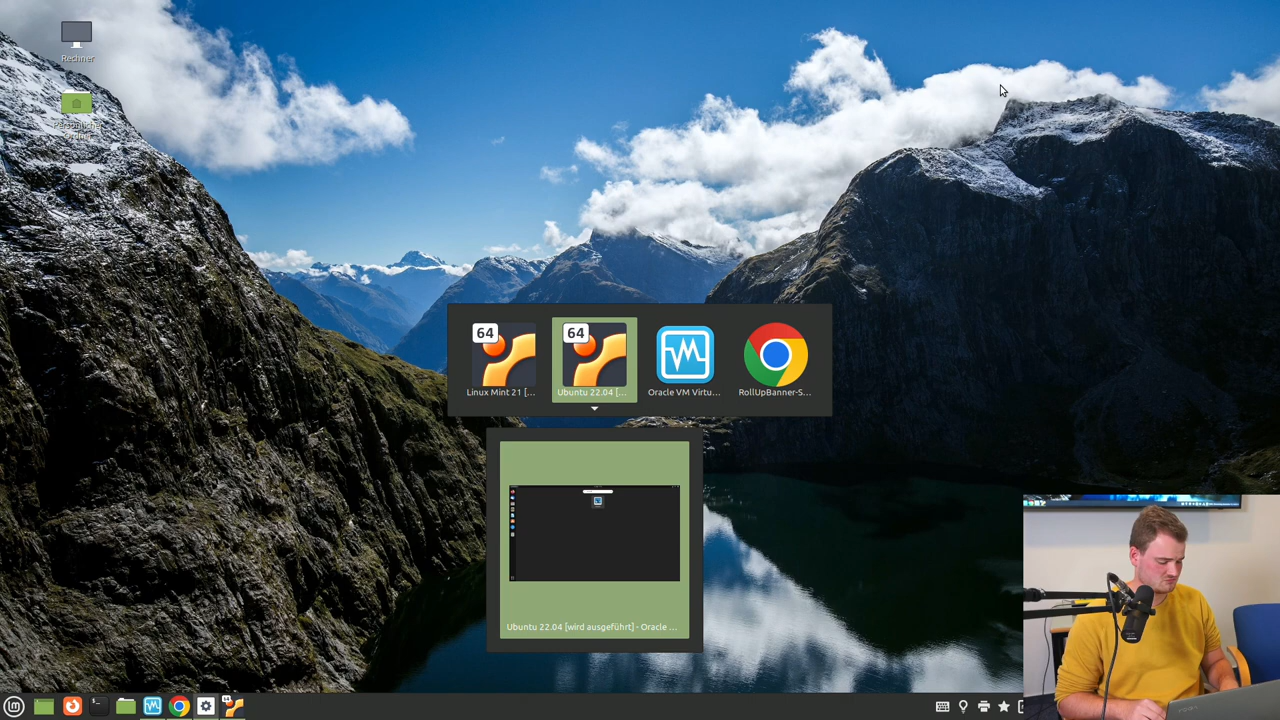 Rechner
64
64
Linux Mint 21 [...
Ubuntu 22.04 [...
Oracle VM Virtu...
RollUpBanner-S...
Ubuntu 22.04 [wird ausgeführt] - Oracle ...
64